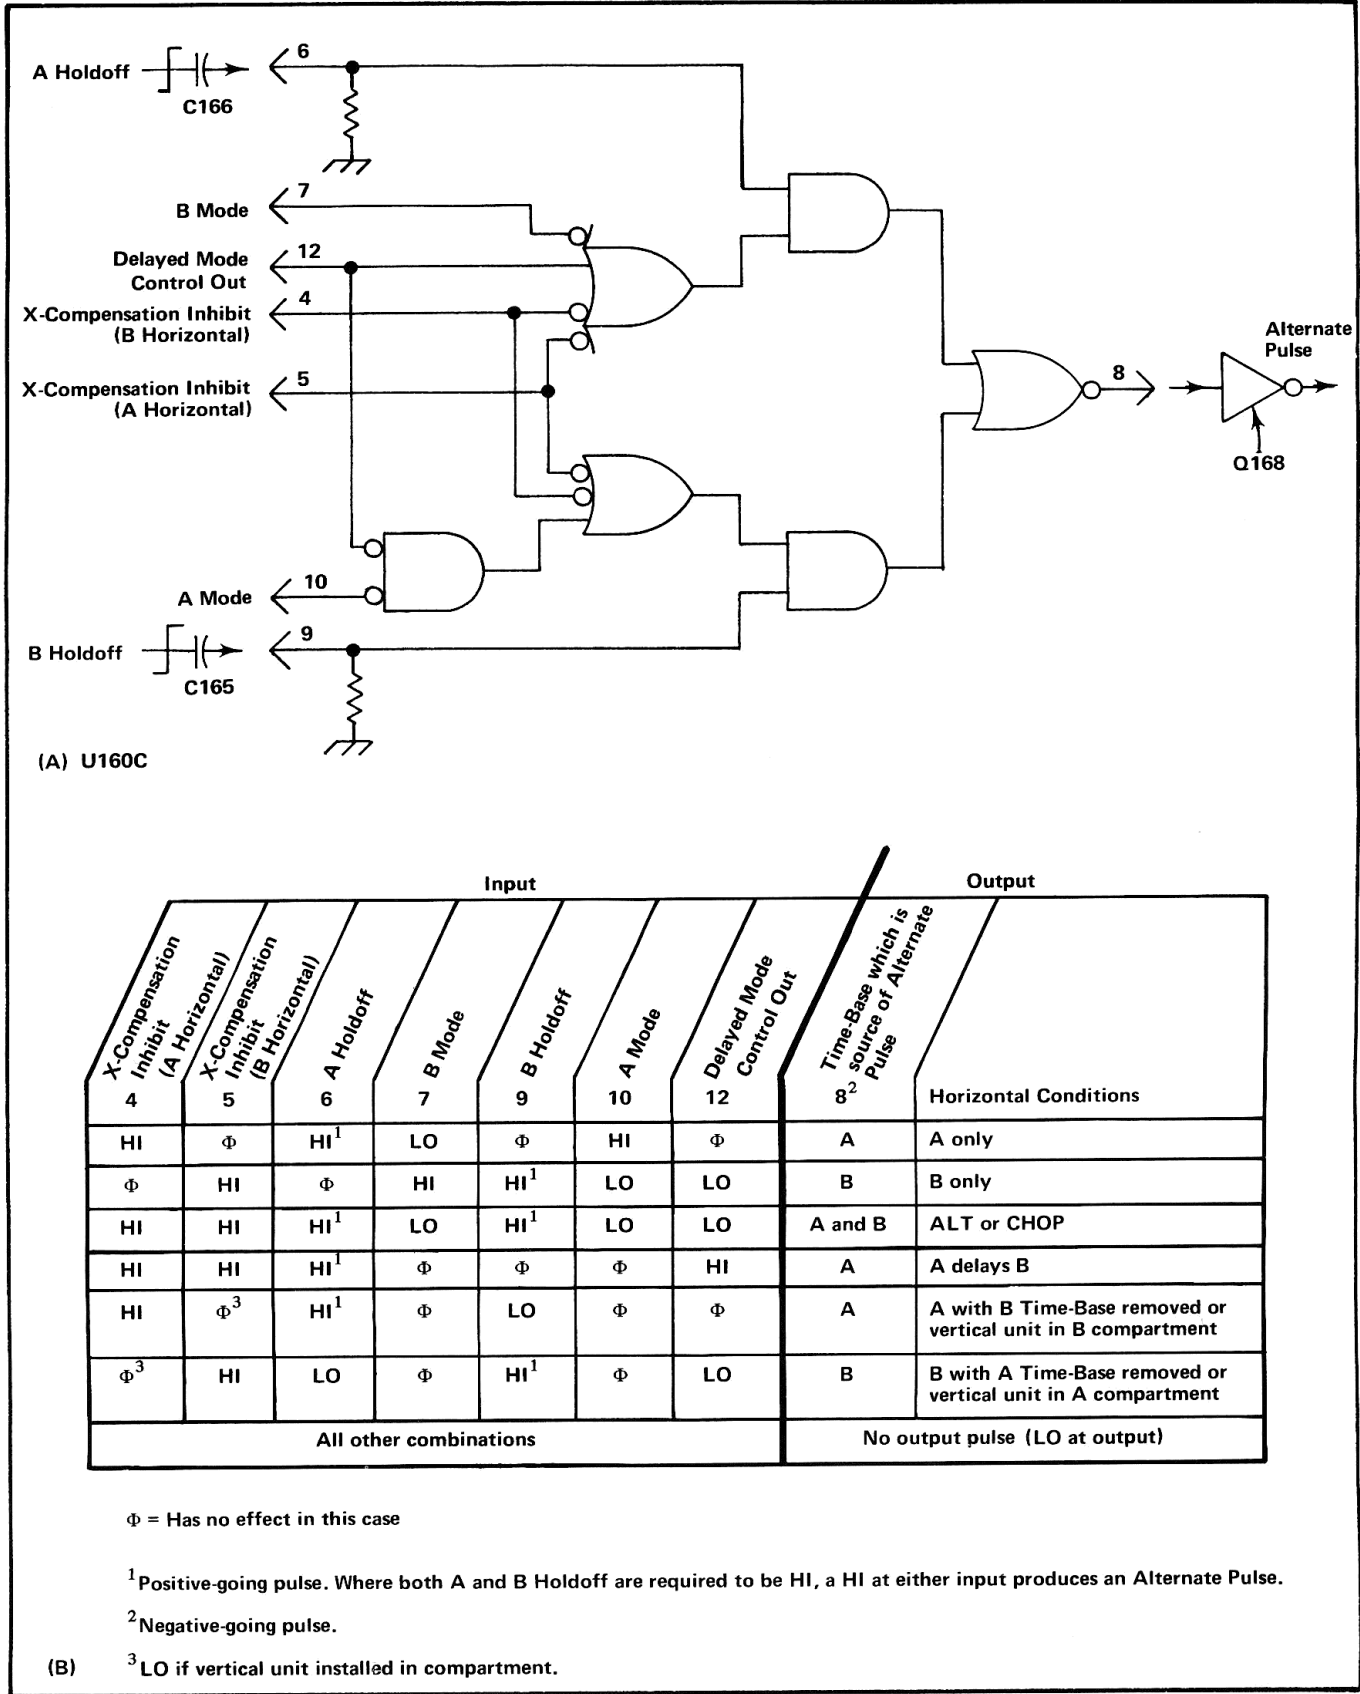 A Holdoff
C166
6
B Mode
7
Delayed Mode
Control Out
12
X-Compensation Inhibit
(B Horizontal)
4
X-Compensation Inhibit
(A Horizontal)
5
8
Alternate
Pulse
Q168
A Mode
10
B Holdoff
C165
9
(A) U160C
Input
Output
X-Compensation
Inhibit
(A Horizontal)
X-Compensation
Inhibit
(B Horizontal)
A Holdoff
B Mode
B Holdoff
A Mode
Delayed Mode
Control Out
Time-Base which is
source of Alternate
Pulse
4 5 6 7 9 10 12 8² Horizontal Conditions
HI Φ HI¹ LO Φ HI Φ A A only
Φ HI Φ HI HI¹ LO LO B B only
HI HI HI¹ LO HI¹ LO LO A and B ALT or CHOP
HI HI HI¹ Φ Φ Φ HI A A delays B
HI Φ³ HI¹ Φ LO Φ Φ A A with B Time-Base removed or
vertical unit in B compartment
Φ³ HI LO Φ HI¹ Φ LO B B with A Time-Base removed or
vertical unit in A compartment
All other combinations No output pulse (LO at output)
Φ = Has no effect in this case
¹Positive-going pulse. Where both A and B Holdoff are required to be HI, a HI at either input produces an Alternate Pulse.
²Negative-going pulse.
(B) ³LO if vertical unit installed in compartment.